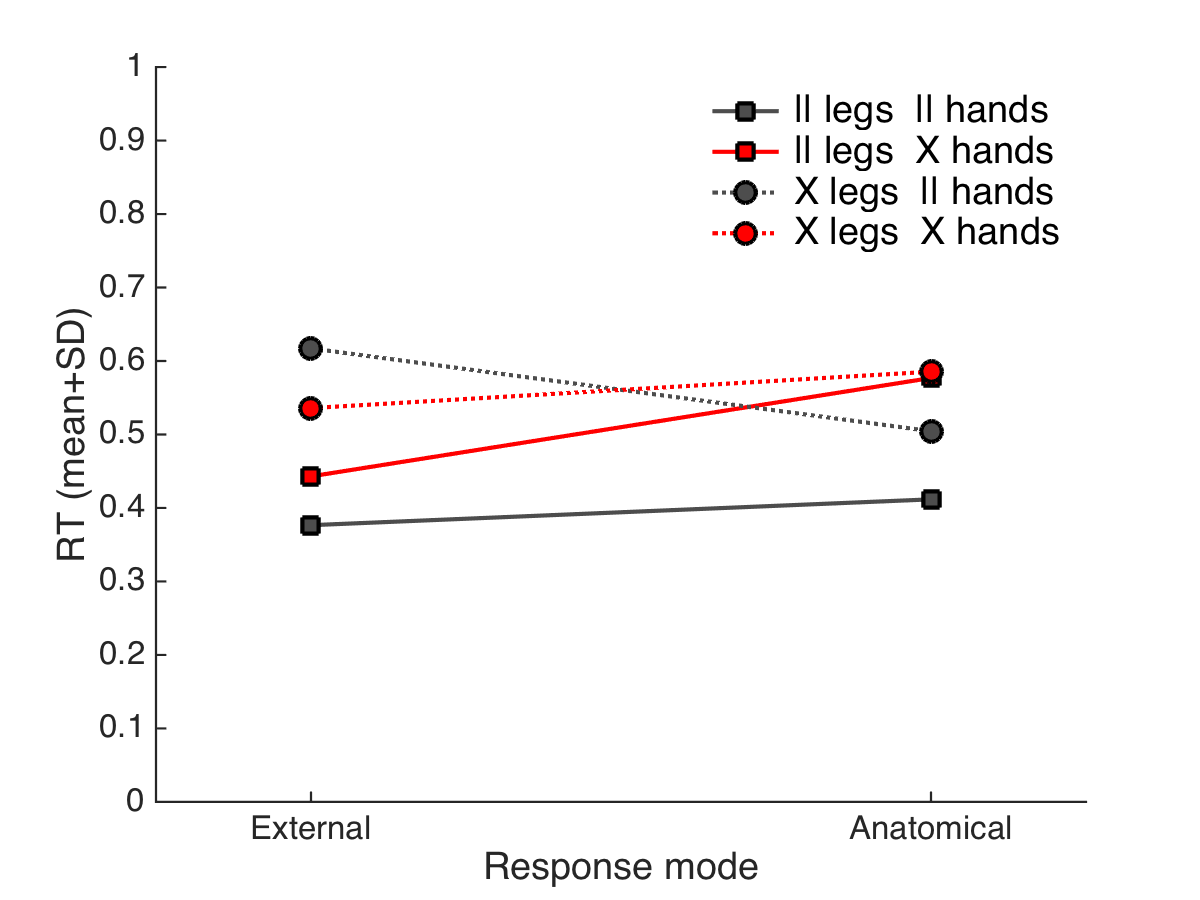 1
0.9
0.8
0.7
0.6
0.5
0.4
0.3
0.2
0.1
0
RT (mean+SD)
ll legs ll hands
ll legs X hands
X legs ll hands
X legs X hands
External
Anatomical
Response mode